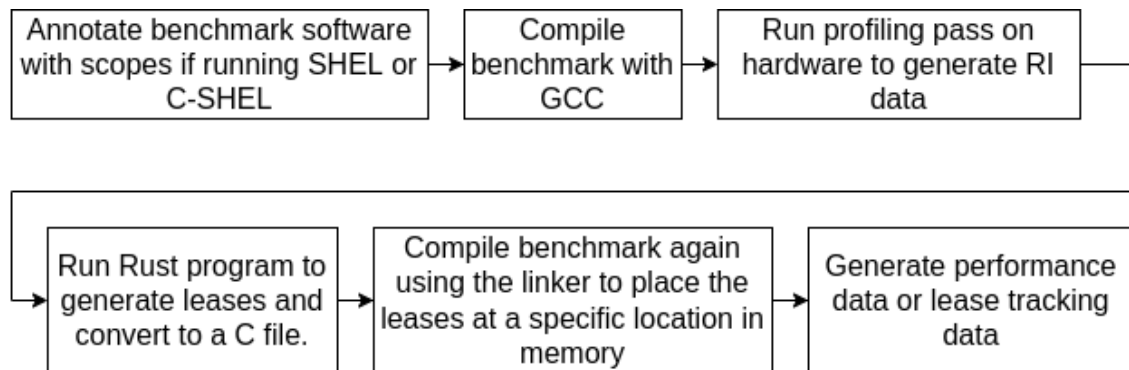 Annotate benchmark software
with scopes if running SHEL or
C-SHEL
Compile
benchmark with
GCC
Run profiling pass on
hardware to generate RI
data
Run Rust program to
generate leases and
convert to a C file.
Compile benchmark again
using the linker to place the
leases at a specific location in
memory
Generate performance
data or lease tracking
data